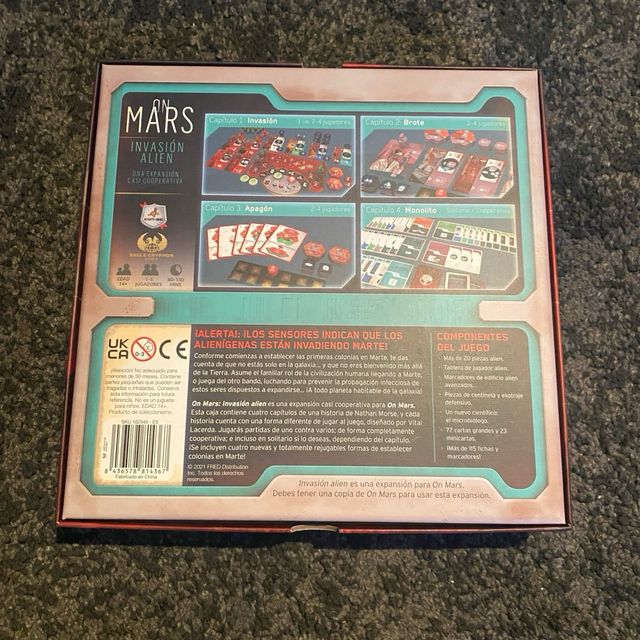 ON
MARS
INVASIÓN
ALIEN
UNA EXPANSIÓN
CASI COOPERATIVA
EAGLE-GRYPHON
EDAD
14+
1-5
JUGADORES
90-150
MINS
Capítulo 1: Invasión
1 vs. 2-4 jugadores
Capítulo 2: Brote
2-4 jugadores
Capítulo 3: Apagón
2-4 jugadores
Capítulo 4: Monolito
Solitario / Cooperativo
UK
CA
0-3
CE
¡Atención! No adecuado para
menores de 36 meses. Contiene
partes pequeñas que pueden ser
tragadas o inhaladas. Conserva
esta información para futura
referencia. No es un juguete
para niños. EDAD 14+.
Producto de coleccionismo.
SKU 102345 - ES
8 436578 814367
Fabricado en China
¡ALERTA!: ¡LOS SENSORES INDICAN QUE LOS
ALIENÍGENAS ESTÁN INVADIENDO MARTE!
Conforme comienzas a establecer las primeras colonias en Marte, te das
cuenta de que no estás solo en la galaxia... y que no eres bienvenido más allá
de la Tierra. Asume el familiar rol de la civilización humana llegando a Marte,
o juega del otro bando, luchando para prevenir la propagación infecciosa de
estos seres dispuestos a expandirse... ¡A todo planeta habitable de la galaxia!
On Mars: Invasión alien es una expansión casi cooperativa para On Mars.
Esta caja contiene cuatro capítulos de una historia de Nathan Morse, y cada
historia cuenta con una forma diferente de jugar al juego, diseñado por Vital
Lacerda. Jugarás partidas de uno contra varios; de forma completamente
cooperativa; e incluso en solitario si lo deseas, dependiendo del capítulo.
¡Se incluyen cuatro nuevas y totalmente rejugables formas de establecer
colonias en Marte!
© 2021 FRED Distribution
Inc. Todos los derechos
reservados.
COMPONENTES
DEL JUEGO
Más de 20 piezas alien.
Tablero de jugador alien.
Marcadores de edificio alien
avanzados.
Piezas de centinela y exotraje
defensivo.
Un nuevo científico:
el microbiólogo.
77 cartas grandes y 23
minicartas.
¡Más de 115 fichas y
marcadores!
Invasión alien es una expansión para On Mars.
Debes tener una copia de On Mars para usar esta expansión.